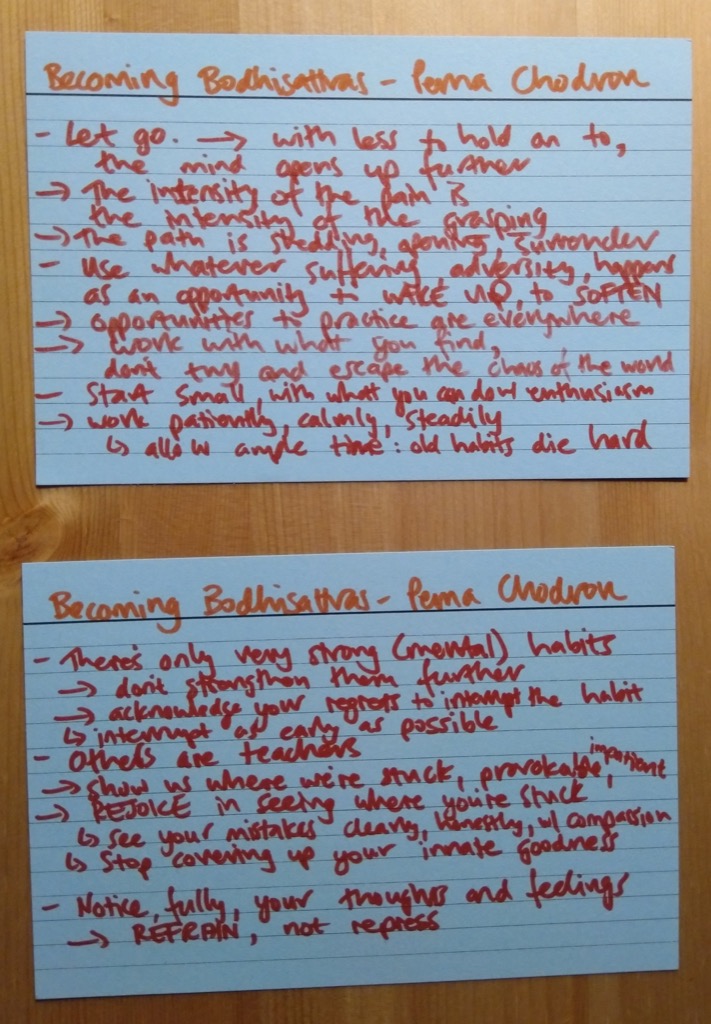 Becoming Bodhisattvas - Pema Chodron
- Let go. → with less to hold on to,
the mind opens up further
→ The intensity of the pain is
the intensity of the grasping
→ The path is shedding, opening, surrender
- Use whatever suffering, adversity, happens
as an opportunity to WAKE UP, to SOFTEN
→ opportunities to practice are everywhere
→ work with what you find,
don't try and escape the chaos of the world
- Start small, with what you can do w/ enthusiasm
→ work patiently, calmly, steadily
↳ allow ample time: old habits die hard
Becoming Bodhisattvas - Pema Chodron
- There's only very strong (mental) habits
→ don't strengthen them further
→ acknowledge your regrets to interrupt the habit
↳ interrupt as early as possible
- Others are teachers
→ show us where we're stuck, provokable, impatient
→ REJOICE in seeing where you're stuck
↳ see your mistakes clearly, honestly, w/ compassion
↳ Stop covering up your innate goodness
- Notice, fully, your thoughts and feelings
→ REFRAIN, not repress